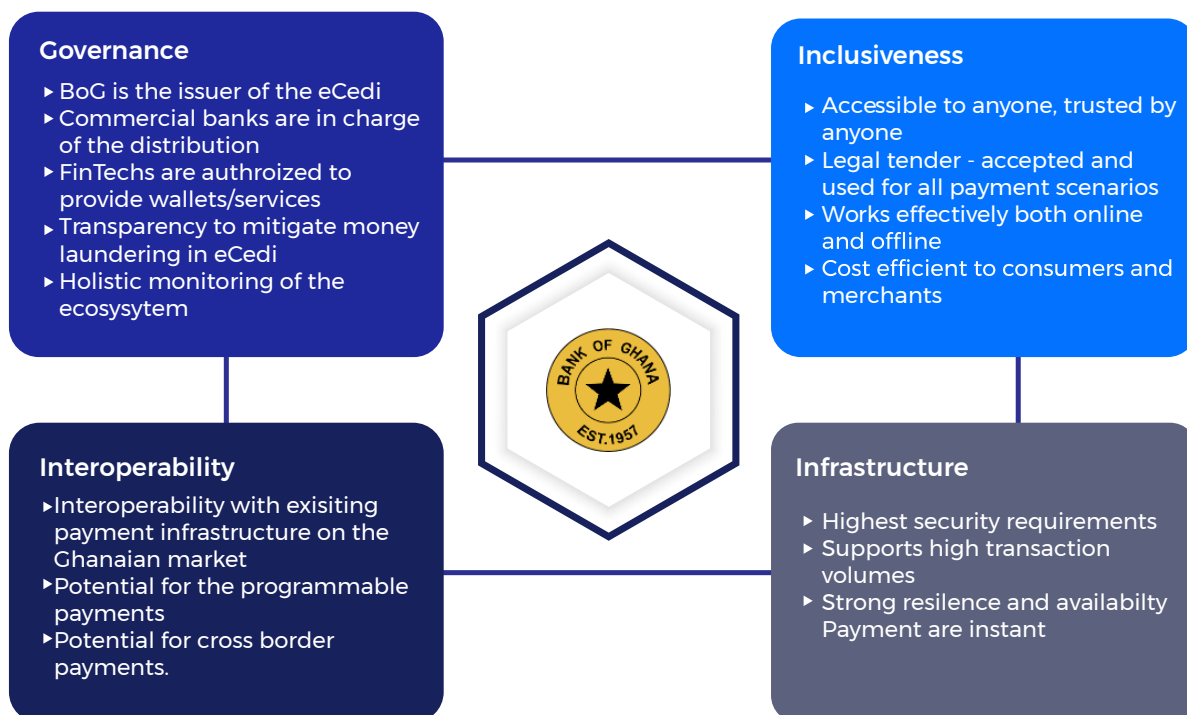 Governance
BoG is the issuer of the eCedi
Commercial banks are in charge
of the distribution
FinTechs are authroized to
provide wallets/services
Transparency to mitigate money
laundering in eCedi
Holistic monitoring of the
ecosysytem
Inclusiveness
Accessible to anyone, trusted by
anyone
Legal tender - accepted and
used for all payment scenarios
Works effectively both online
and offline
Cost efficient to consumers and
merchants
BANK OF GHANA
EST.1957
Interoperability
Interoperability with exisiting
payment infrastructure on the
Ghanaian market
Potential for the programmable
payments
Potential for cross border
payments.
Infrastructure
Highest security requirements
Supports high transaction
volumes
Strong resilence and availabilty
Payment are instant